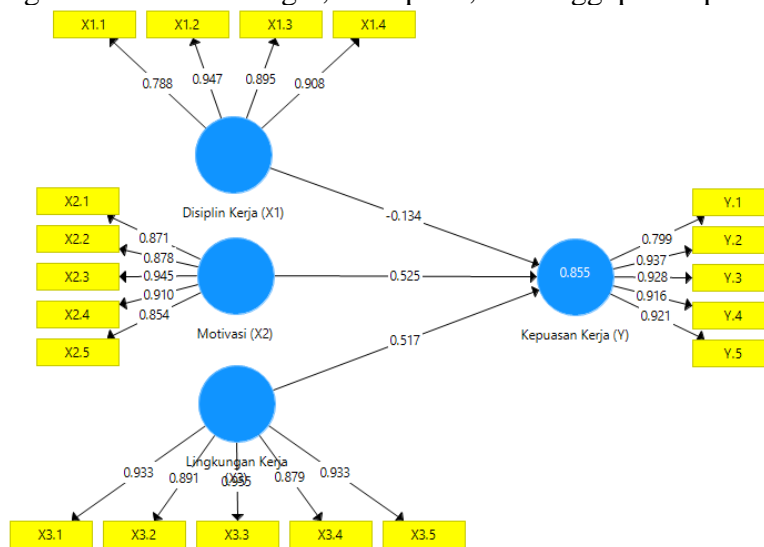 X1.1 X1.2 X1.3 X1.4
0.788 0.947 0.895 0.908
Disiplin Kerja (X1)
-0.134
X2.1
X2.2
X2.3
X2.4
X2.5
0.871
0.878
0.945
0.910
0.854
Motivasi (X2)
0.525
0.517
0.855
Kepuasan Kerja (Y)
0.799
0.937
0.928
0.916
0.921
Y.1
Y.2
Y.3
Y.4
Y.5
Lingkungan Kerja
(X3)
0.933 0.891 0.955 0.879 0.933
X3.1 X3.2 X3.3 X3.4 X3.5